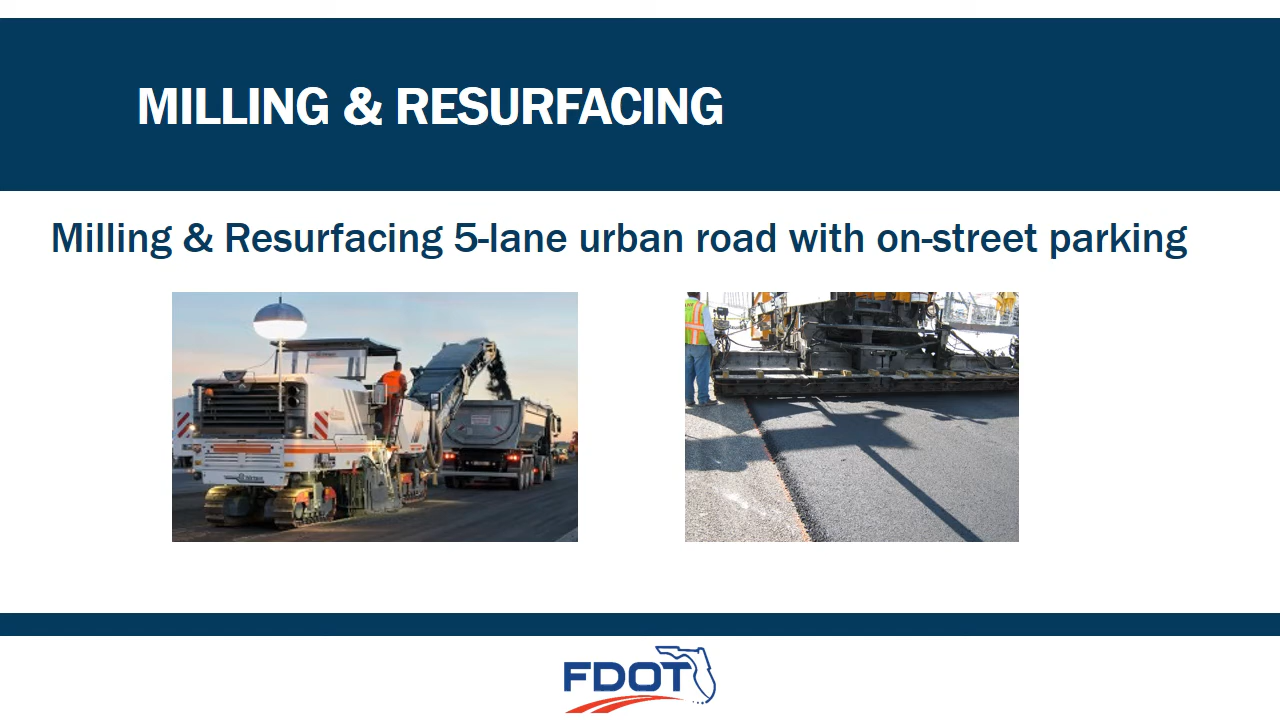 MILLING & RESURFACING
Milling & Resurfacing 5-lane urban road with on-street parking
FDOT